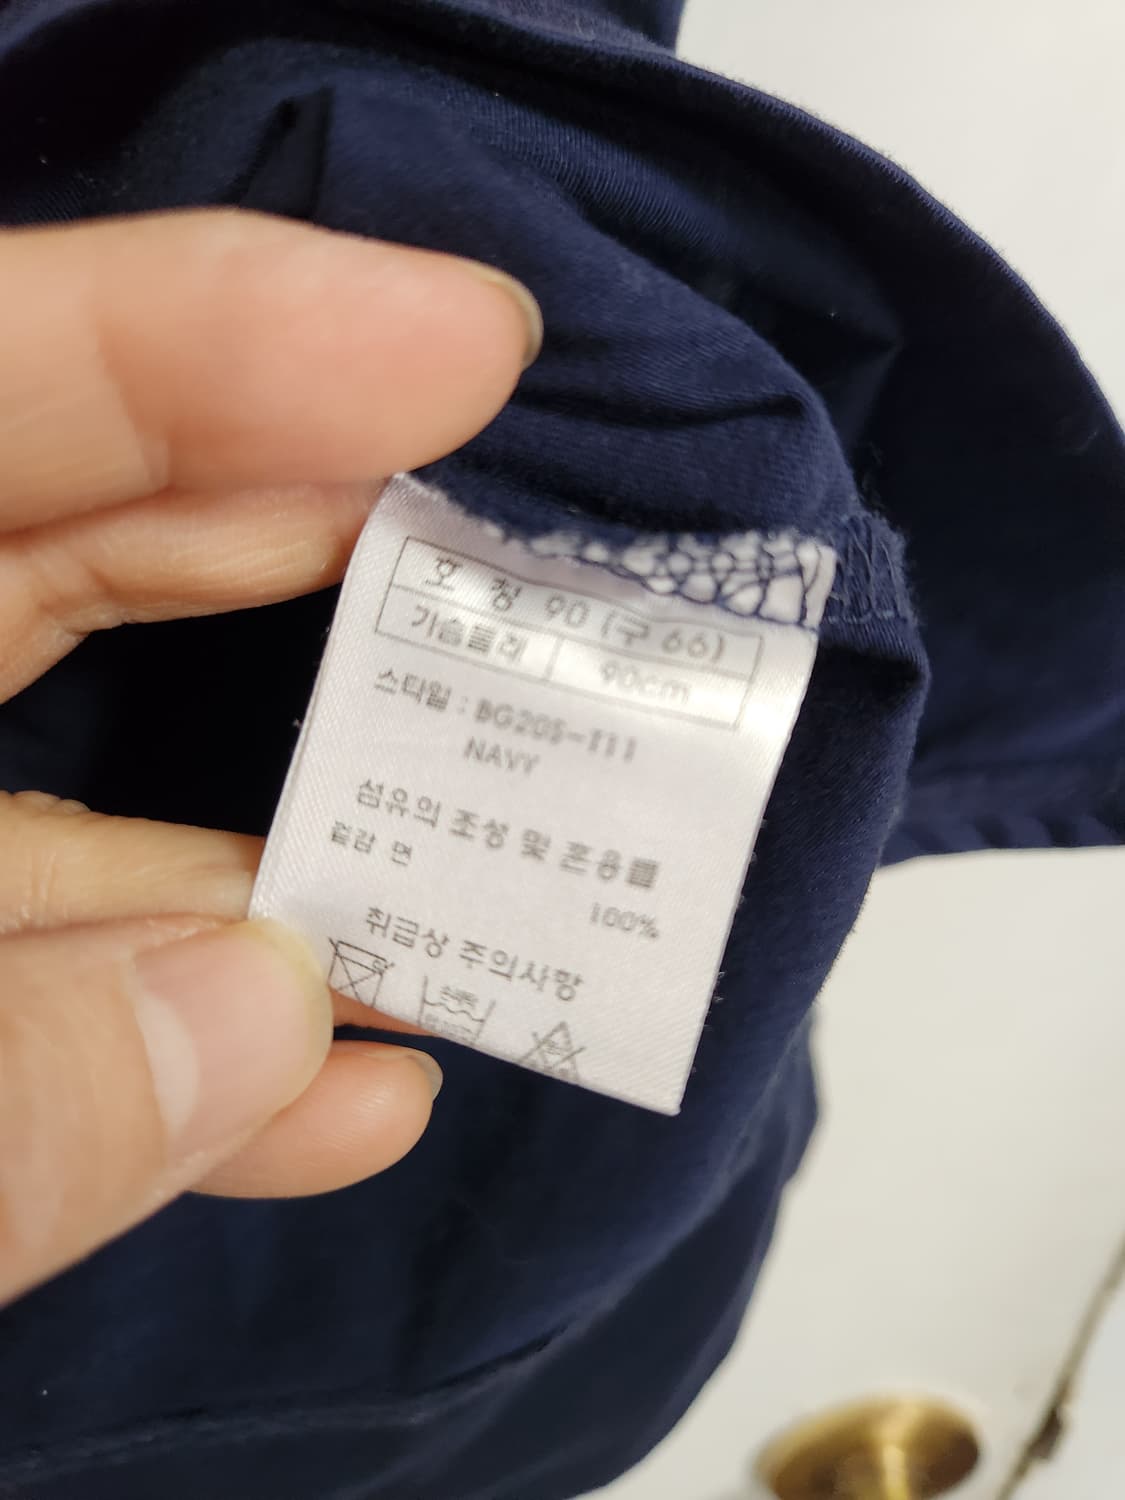 호 칭 90 (구 66)
기슴둘레 90cm
스타일 : BG20S-T11
NAVY
섬유의 조성 및 혼용률
겉감 면
100%
취급상 주의사항